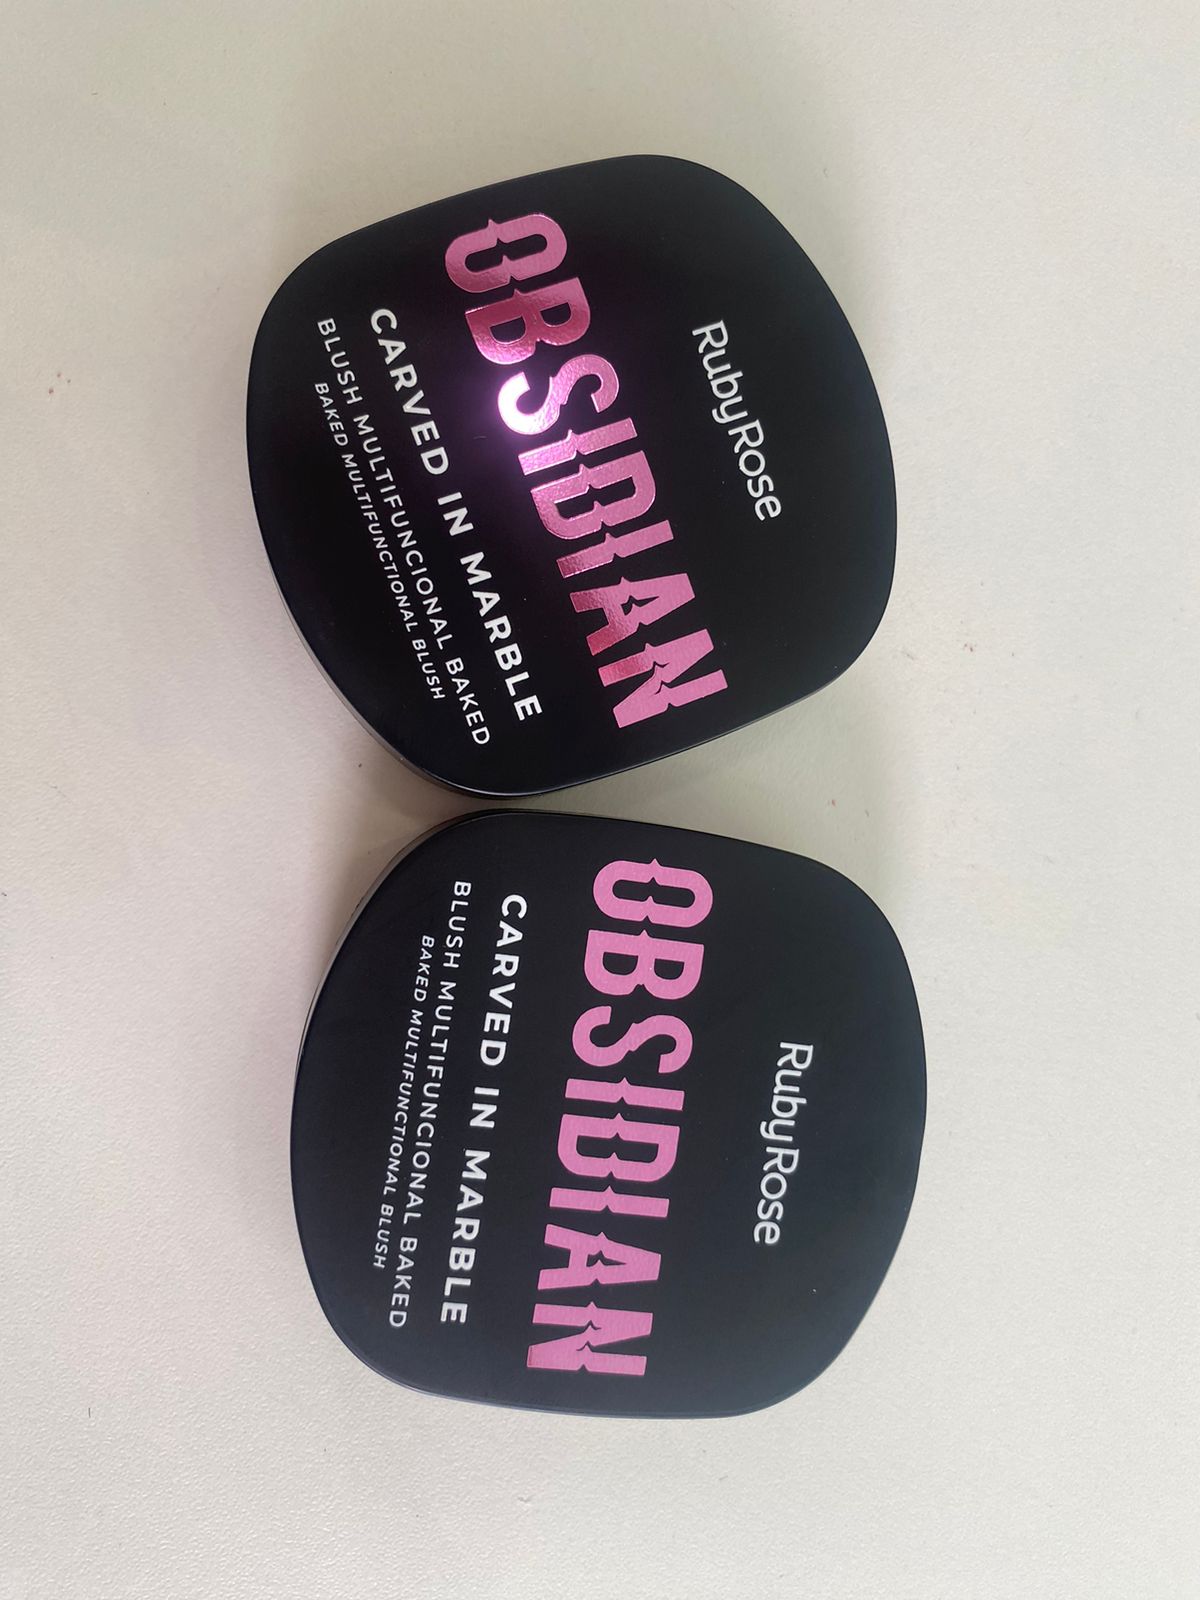 RubyRose
OBSIDIAN
CARVED IN MARBLE
BLUSH MULTIFUNCIONAL BAKED
BAKED MULTIFUNCTIONAL BLUSH
RubyRose
OBSIDIAN
CARVED IN MARBLE
BLUSH MULTIFUNCIONAL BAKED
BAKED MULTIFUNCTIONAL BLUSH